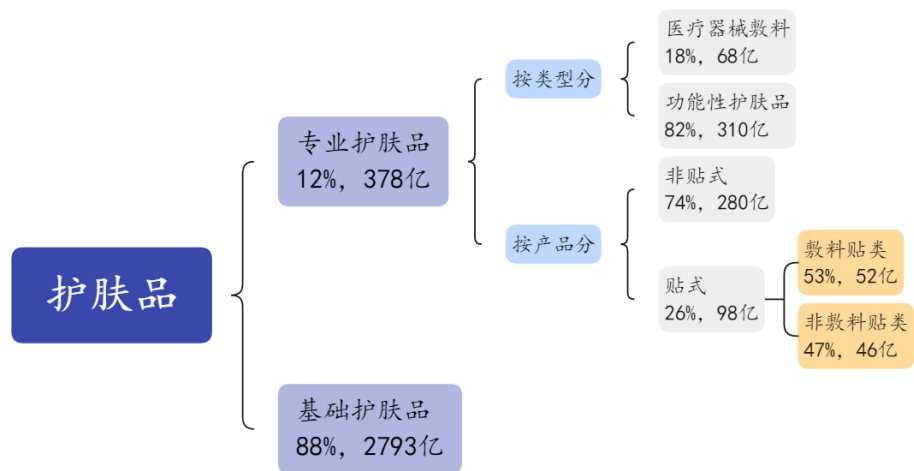 护肤品
专业护肤品
12%, 378亿
按类型分
医疗器械敷料
18%, 68亿
功能性护肤品
82%, 310亿
按产品分
非贴式
74%, 280亿
贴式
26%, 98亿
敷料贴类
53%, 52亿
非敷料贴类
47%, 46亿
基础护肤品
88%, 2793亿